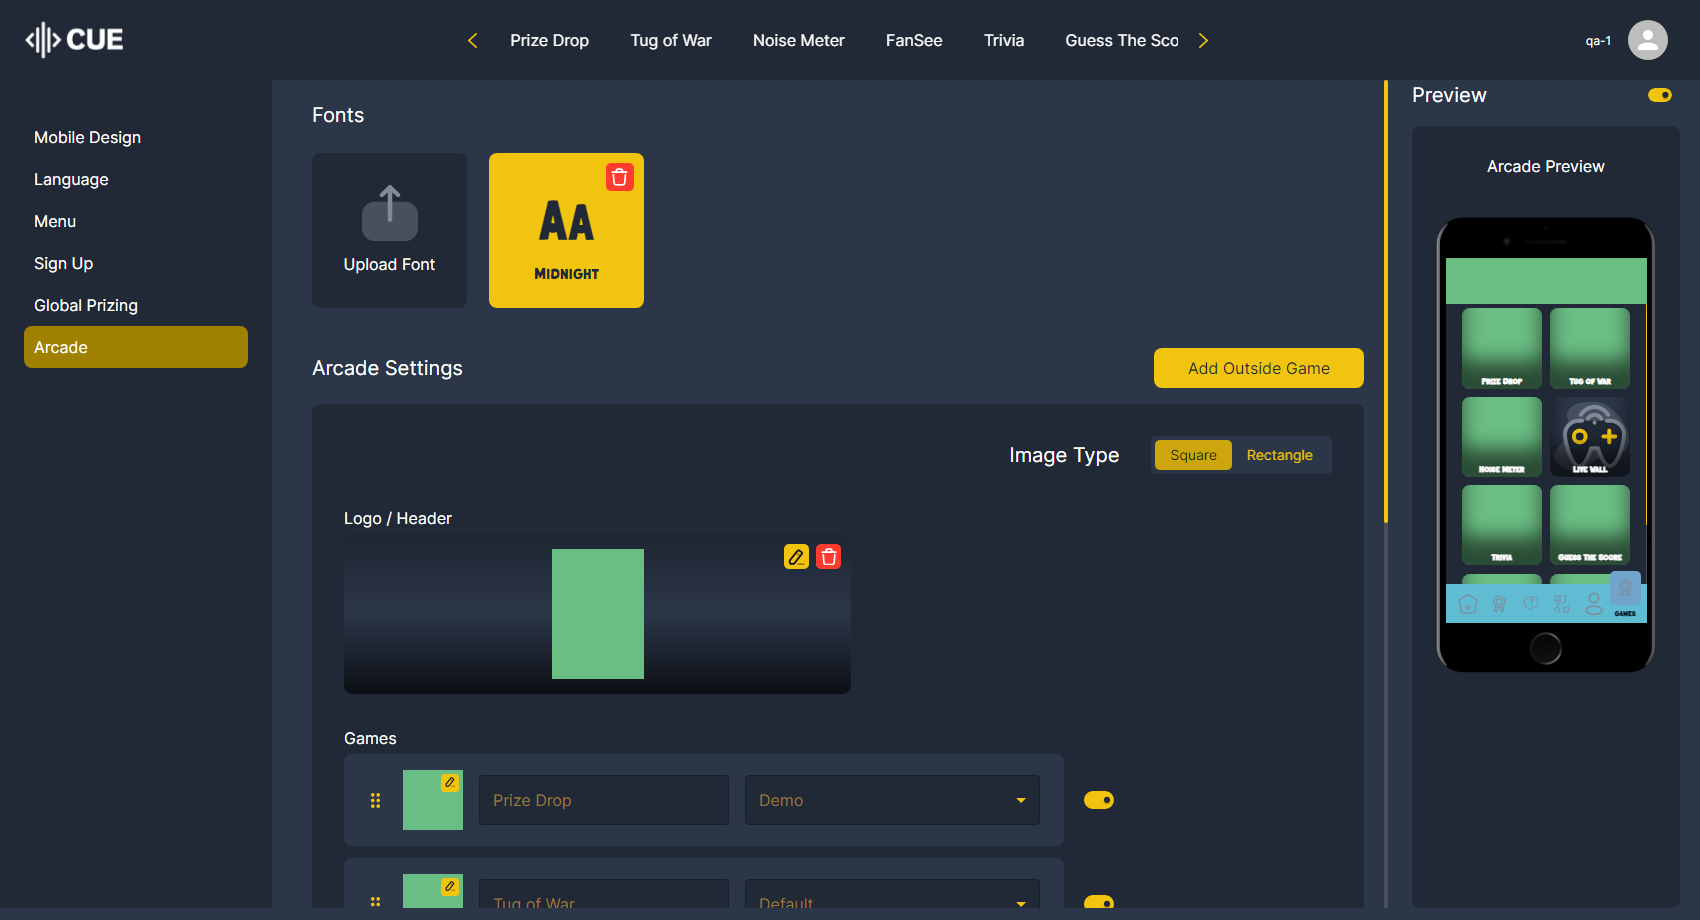 CUE
Prize Drop
Tug of War
Noise Meter
FanSee
Trivia
Guess The Sco
qa-1
Mobile Design
Language
Menu
Sign Up
Global Prizing
Arcade
Fonts
Upload Font
AA
MIDNIGHT
Arcade Settings
Add Outside Game
Image Type
Square
Rectangle
Logo / Header
Games
Prize Drop
Demo
Tug of War
Default
Preview
Arcade Preview
PRIZE DROP
TUG OF WAR
NOISE METER
LIVE WALL
TRIVIA
GUESS THE SCORE
GAMES